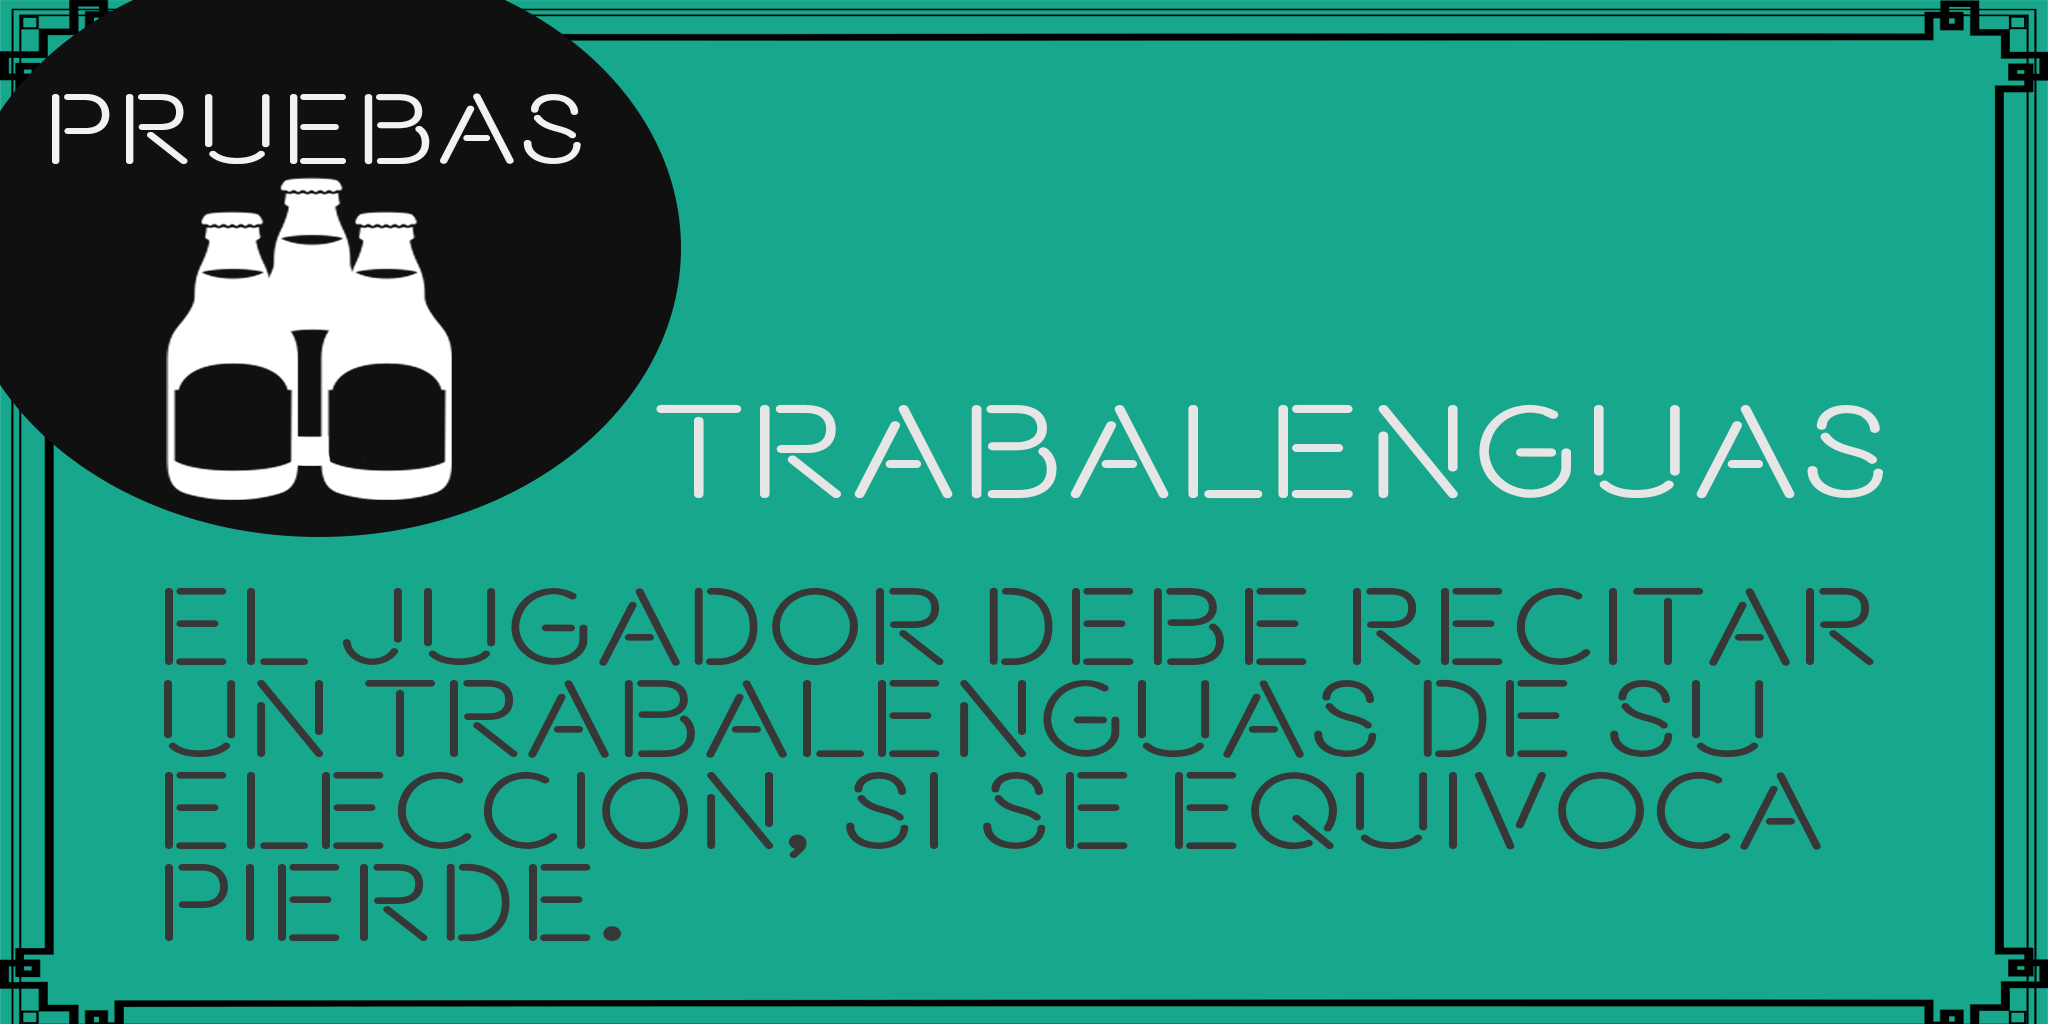 PRUEBAS
TRABALENGUAS
EL JUGADOR DEBE RECITAR
UN TRABALENGUAS DE SU
ELECCION, SI SE EQUIVOCA
PIERDE.